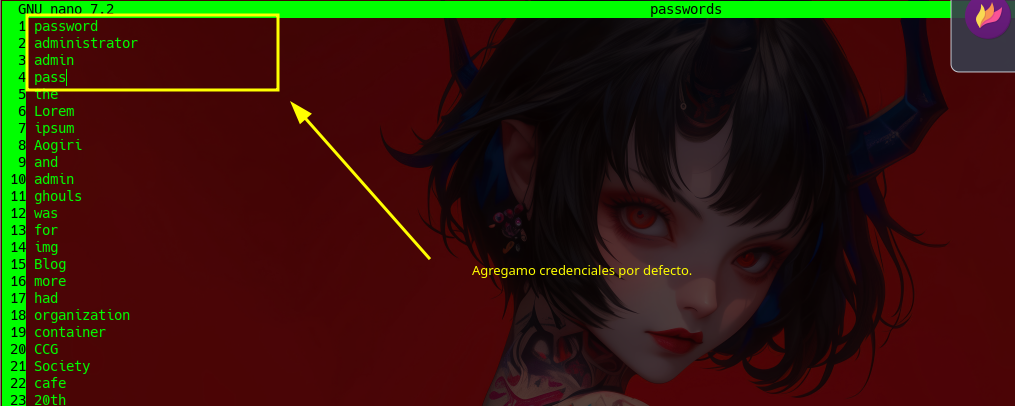 GNU nano 7.2 passwords
1 password
2 administrator
3 admin
4 pass
5 the
6 Lorem
7 ipsum
8 Aogiri
9 and
10 admin
11 ghouls
12 was
13 for
14 img
15 Blog
16 more
17 had
18 organization
19 container
20 CCG
21 Society
22 cafe
23 20th
Agregamo credenciales por defecto.